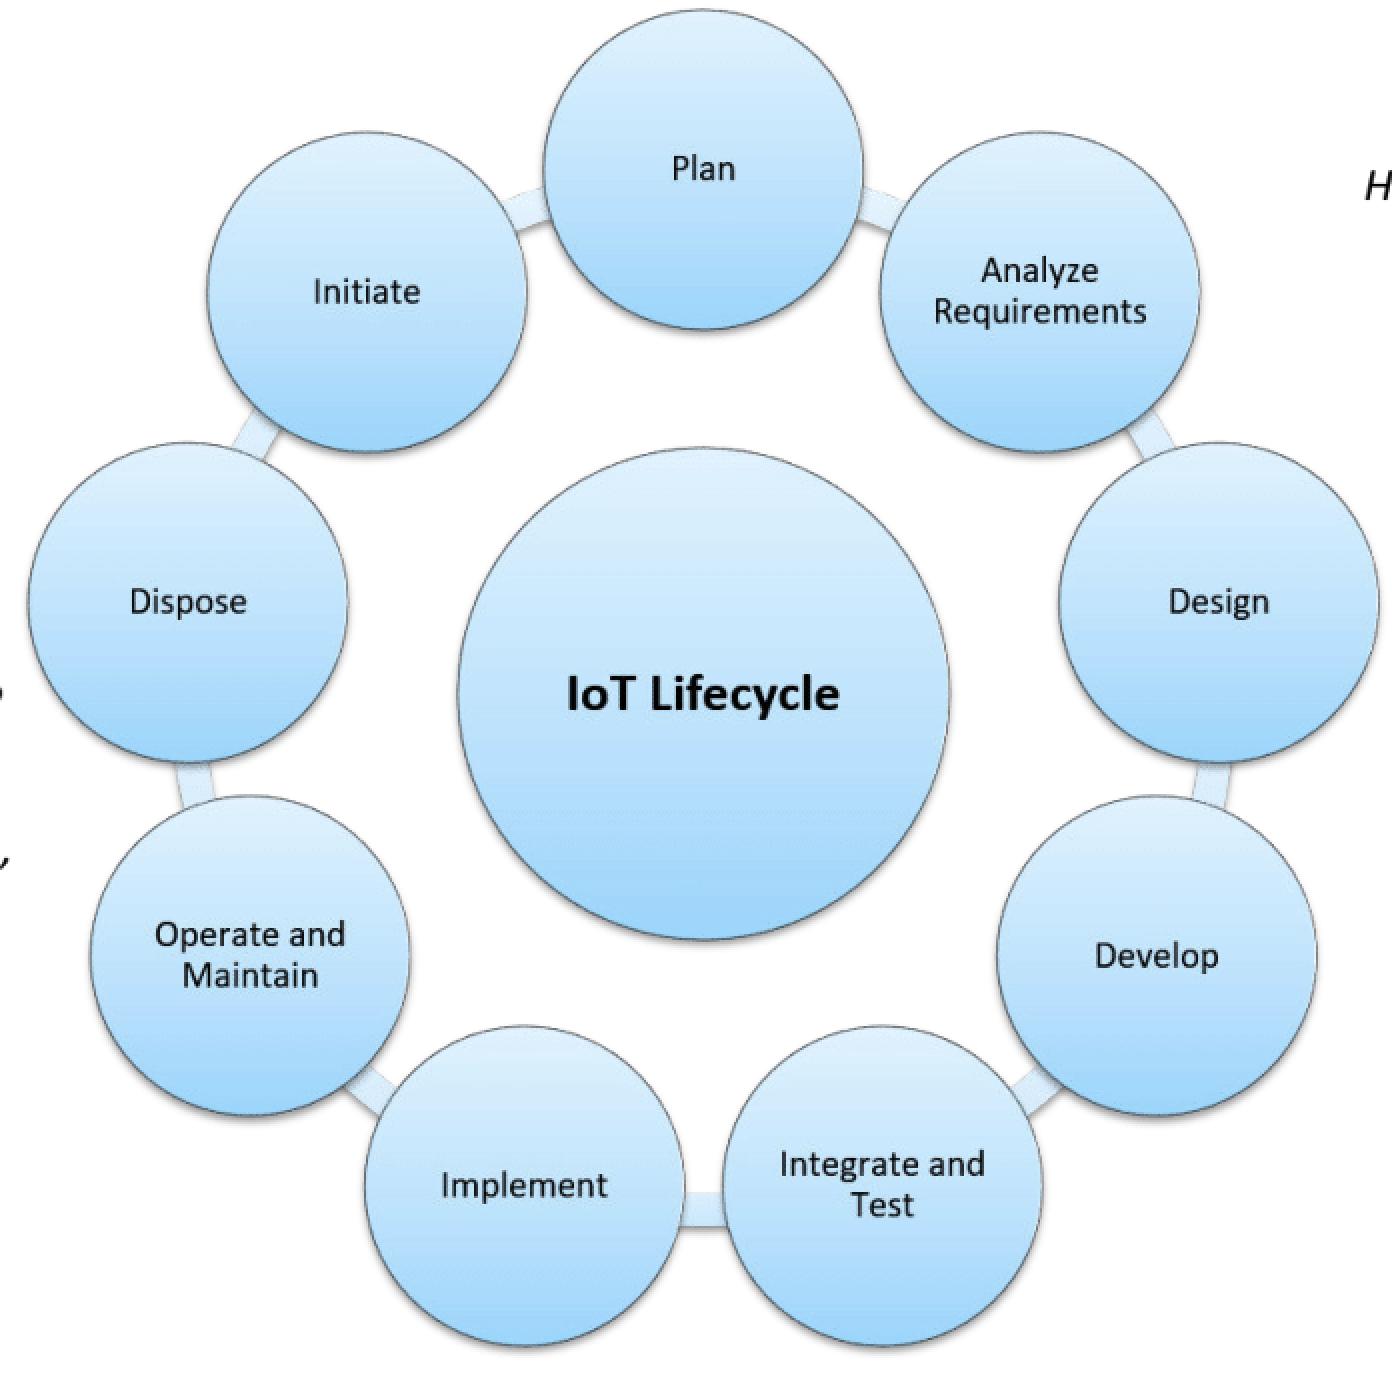 Plan
H
Initiate
Analyze
Requirements
Dispose
Design
IoT Lifecycle
Operate and
Maintain
Develop
Implement
Integrate and
Test